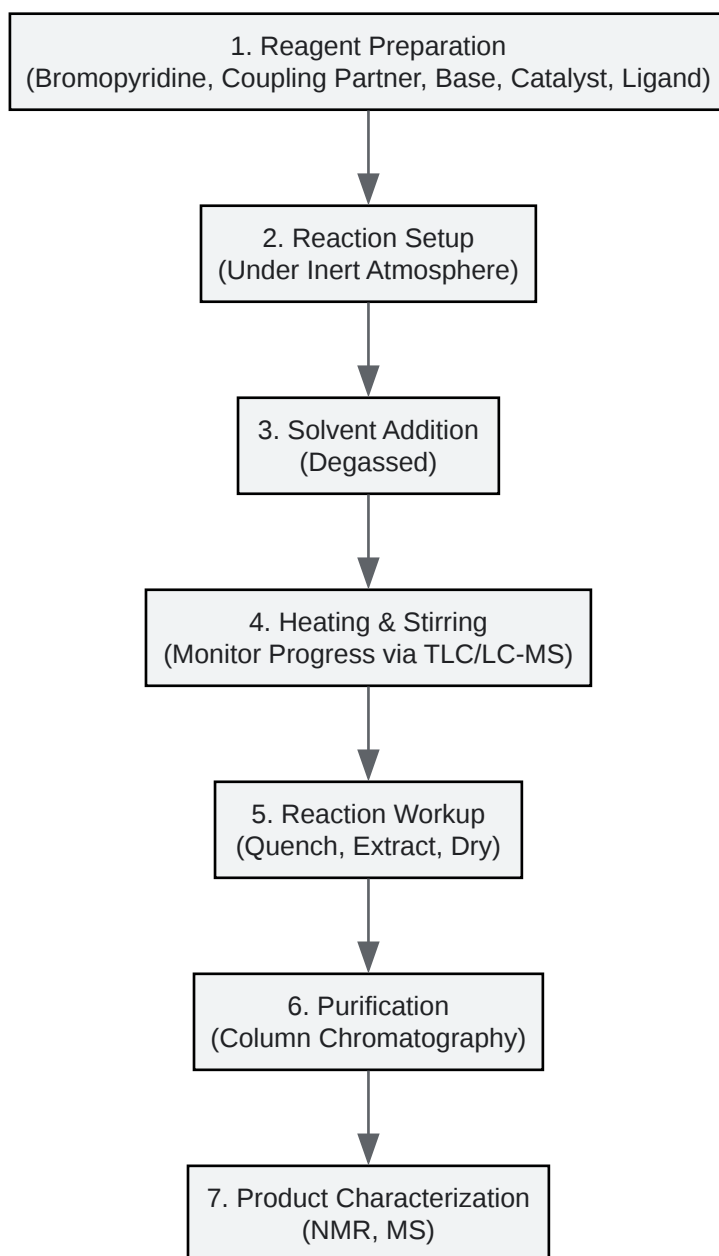 1. Reagent Preparation
(Bromopyridine, Coupling Partner, Base, Catalyst, Ligand)
2. Reaction Setup
(Under Inert Atmosphere)
3. Solvent Addition
(Degassed)
4. Heating & Stirring
(Monitor Progress via TLC/LC-MS)
5. Reaction Workup
(Quench, Extract, Dry)
6. Purification
(Column Chromatography)
7. Product Characterization
(NMR, MS)